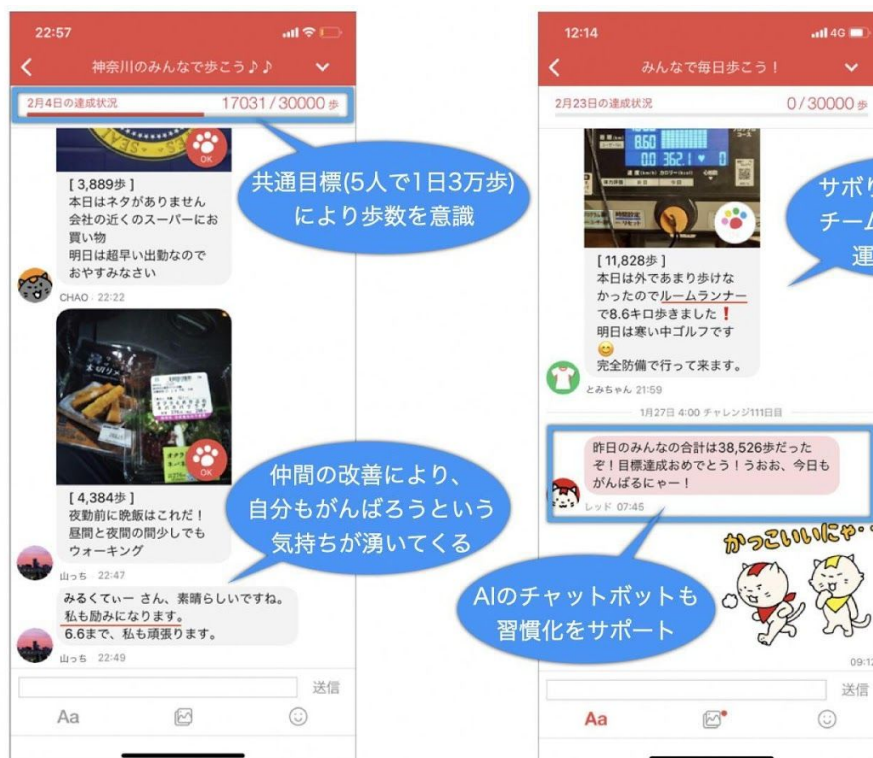 22:57
神奈川のみんなで歩こう♪♪
2月4日の達成状況
17031/30000 歩
SEAL
OK
[ 3,889歩 ]
本日はネタがありません
会社の近くのスーパーにお
買い物
明日は超早い出勤なので
おやすみなさい
CHAO 22:22
共通目標(5人で1日3万歩)
により歩数を意識
OK
[ 4,384歩 ]
夜勤前に晩飯はこれだ！
昼間と夜間の間少しでも
ウォーキング
山っち 22:47
仲間の改善により、
自分もがんばろうという
気持ちが湧いてくる
みるくてぃー さん、素晴らしいですね。
私も励みになります。
6.6まで、私も頑張ります。
山っち 22:49
送信
Aa
12:14
4G
みんなで毎日歩こう！
2月23日の達成状況
0/30000 歩
8.60
0.0 362.1 0
[ 11,828歩 ]
本日は外であまり歩けな
かったのでルームランナー
で8.6キロ歩きました❗
明日は寒い中ゴルフです
😊
完全防備で行って来ます。
とみちゃん 21:59
サボり
チーム
運
1月27日 4:00 チャレンジ111日目
昨日のみんなの合計は38,526歩だった
ぞ！目標達成おめでとう！うおお、今日も
がんばるにゃー！
レッド 07:45
かっこいいにゃ・・
AIのチャットボットも
習慣化をサポート
09:12
送信
Aa